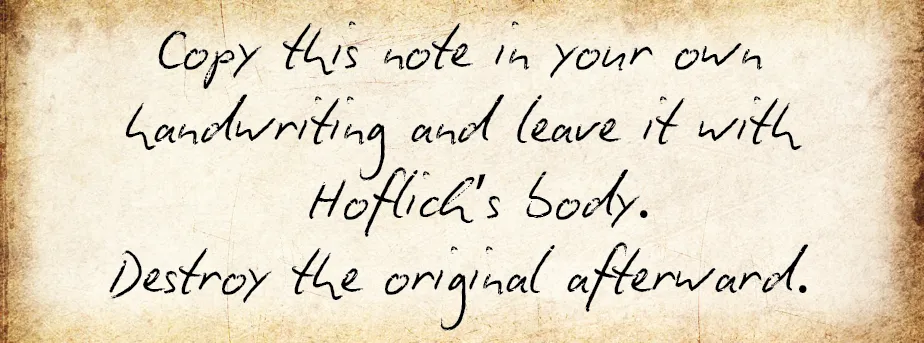 Copy this note in your own
handwriting and leave it with
Hoflich's body.
Destroy the original afterward.